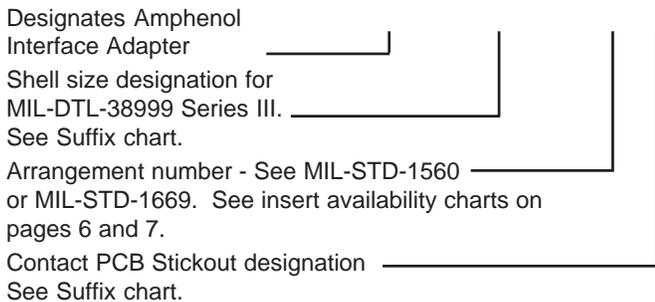 Designates Amphenol
Interface Adapter
Shell size designation for
MIL-DTL-38999 Series III.
See Suffix chart.
Arrangement number - See MIL-STD-1560
or MIL-STD-1669.  See insert availability charts on
pages 6 and 7.
Contact PCB Stickout designation
See Suffix chart.